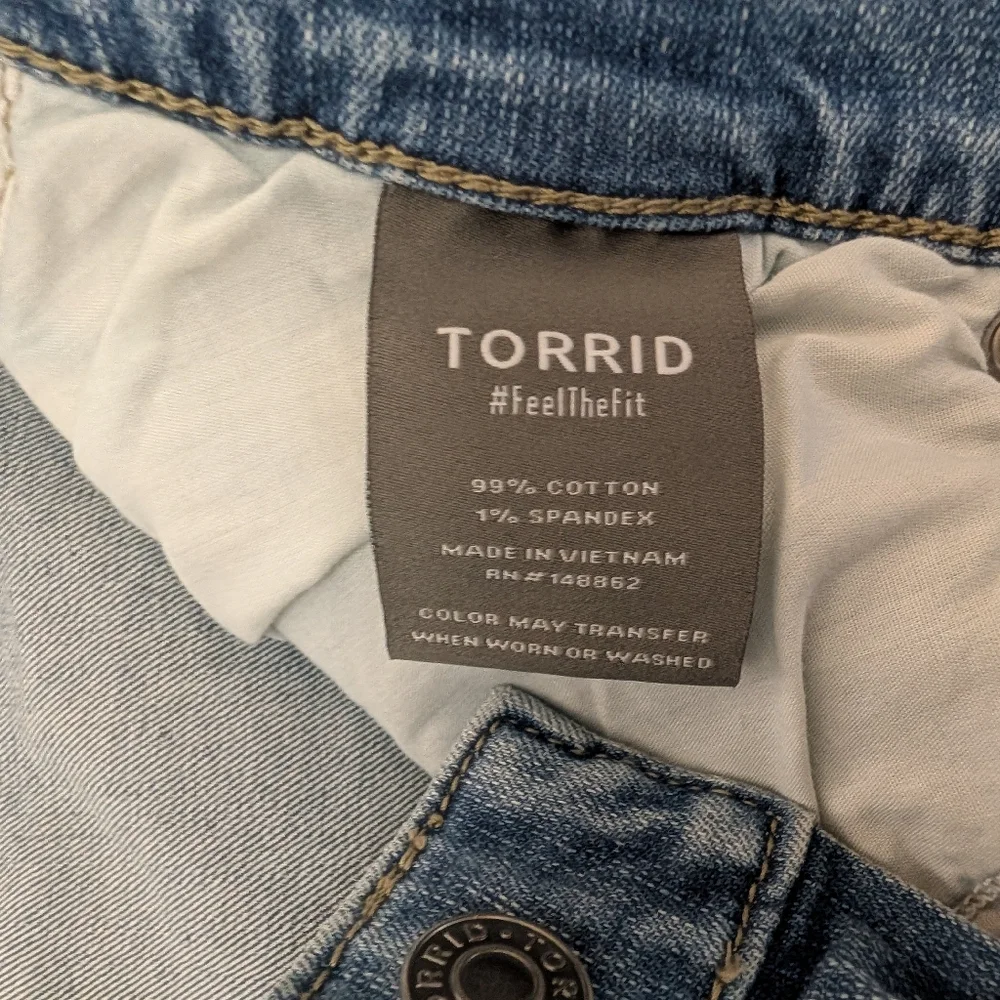 TORRID
#FeelTheFit
99% COTTON
1% SPANDEX
MADE IN VIETNAM
RN#148862
COLOR MAY TRANSFER
WHEN WORN OR WASHED
TORRID • TOR